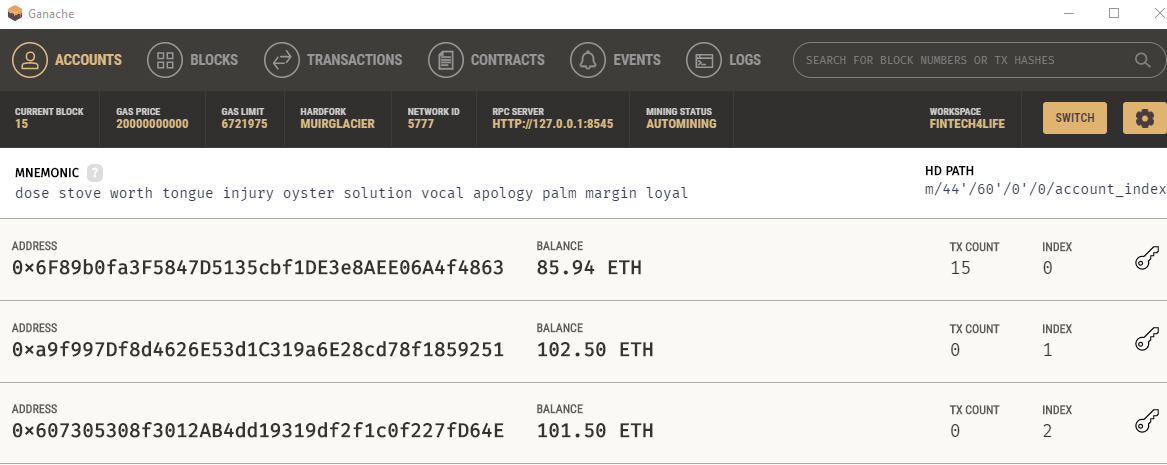 Ganache
ACCOUNTS BLOCKS TRANSACTIONS CONTRACTS EVENTS LOGS SEARCH FOR BLOCK NUMBERS OR TX HASHES
CURRENT BLOCK GAS PRICE GAS LIMIT HARDFORK NETWORK ID RPC SERVER MINING STATUS WORKSPACE
15 20000000000 6721975 MUIRGLACIER 5777 HTTP://127.0.0.1:8545 AUTOMINING FINTECH4LIFE SWITCH
MNEMONIC ? HD PATH
dose stove worth tongue injury oyster solution vocal apology palm margin loyal m/44'/60'/0'/0/account_index
ADDRESS BALANCE TX COUNT INDEX
0×6F89b0fa3F5847D5135cbf1DE3e8AEE06A4f4863 85.94 ETH 15 0
ADDRESS BALANCE TX COUNT INDEX
0×a9f997Df8d4626E53d1C319a6E28cd78f1859251 102.50 ETH 0 1
ADDRESS BALANCE TX COUNT INDEX
0×607305308f3012AB4dd19319df2f1c0f227fD64E 101.50 ETH 0 2